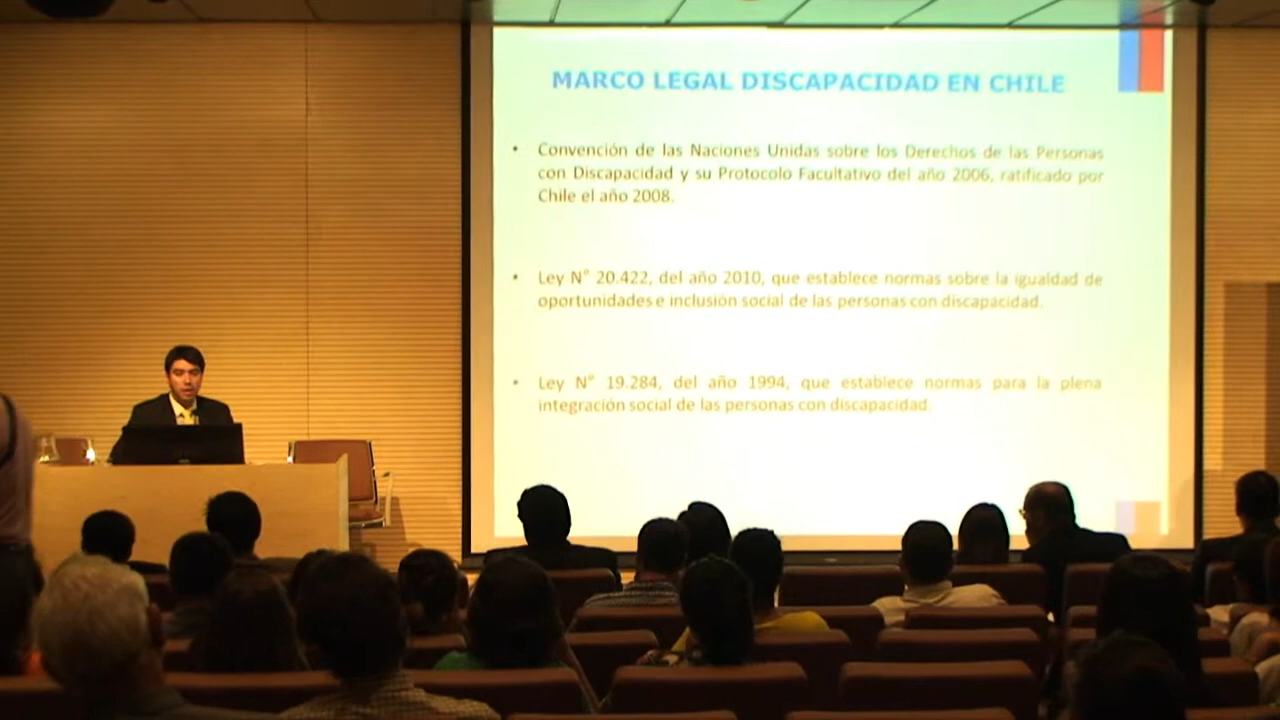 MARCO LEGAL DISCAPACIDAD EN CHILE
• Convención de las Naciones Unidas sobre los Derechos de las Personas
con Discapacidad y su Protocolo Facultativo del año 2006, ratificado por
Chile el año 2008.
• Ley N° 20.422, del año 2010, que establece normas sobre la igualdad de
oportunidades e inclusión social de las personas con discapacidad.
• Ley N° 19.284, del año 1994, que establece normas para la plena
integración social de las personas con discapacidad.